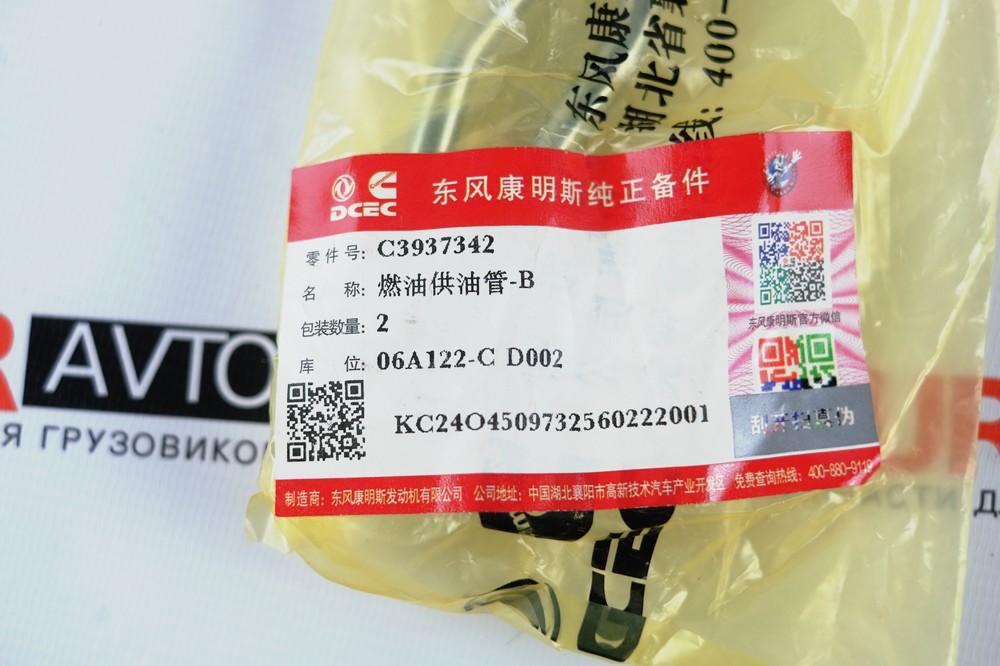 东风康
湖北省襄
线：400-
DCEC
东风康明斯纯正备件
零件号：C3937342
名 称：燃油供油管-B
包装数量：2
库 位：06A122-C D002
KC24O4509732560222001
东风康明斯官方微信
制造商：东风康明斯发动机有限公司 公司地址：中国湖北襄阳市高新技术汽车产业开发区 免费查询热线：400-880-9119
AVTO
Я ГРУЗОВИКО